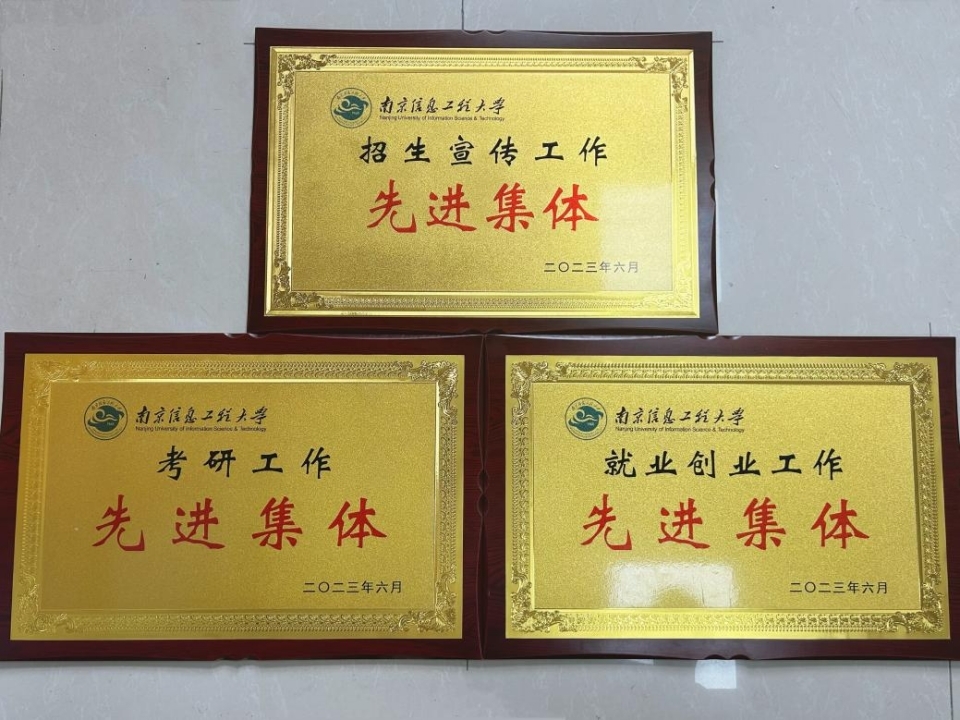 南京信息工程大学
Nanjing University of Information Science & Technology
招生宣传工作
先进集体
二〇二三年六月
南京信息工程大学
Nanjing University of Information Science & Technology
考研工作
先进集体
二〇二三年六月
南京信息工程大学
Nanjing University of Information Science & Technology
就业创业工作
先进集体
二〇二三年六月